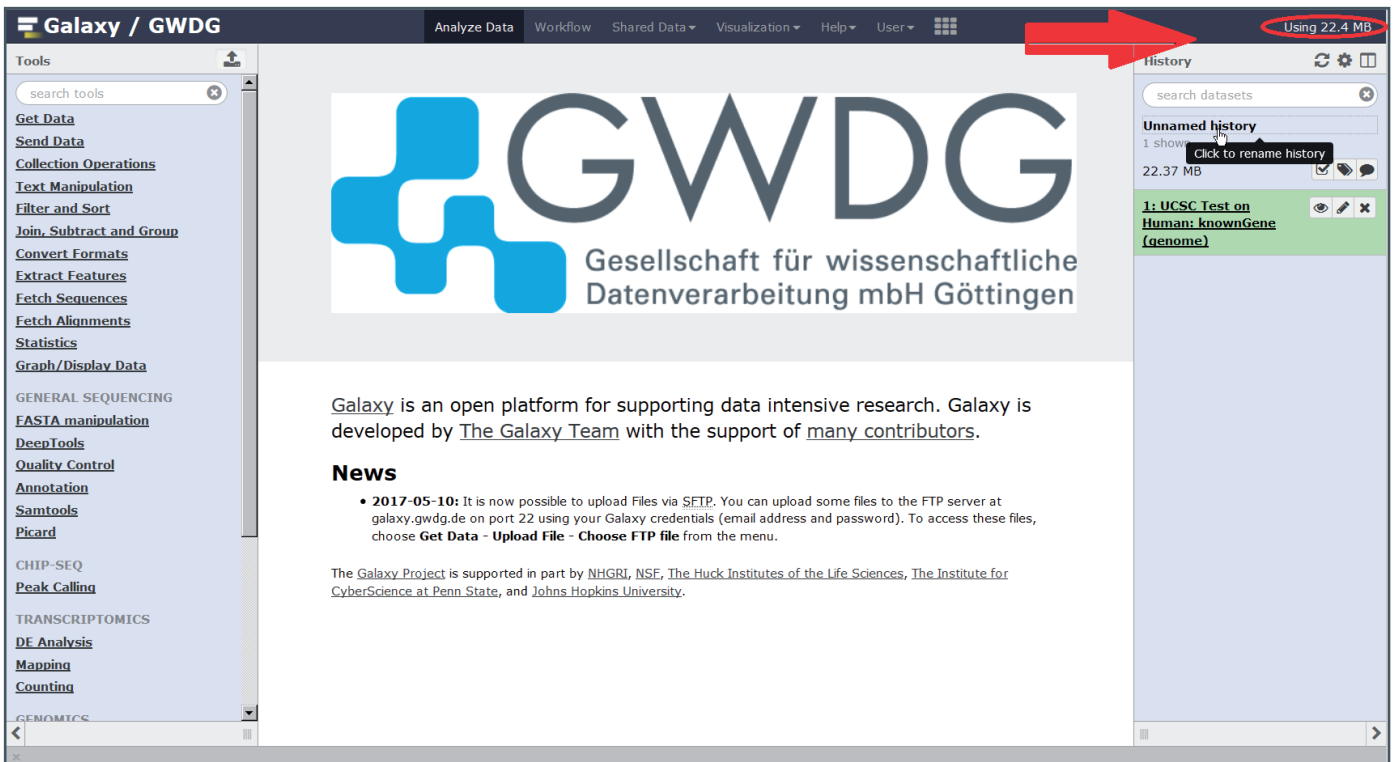 Galaxy / GWDG
Analyze Data Workflow Shared Data Visualization Help User
Using 22.4 MB
Tools
search tools
Get Data
Send Data
Collection Operations
Text Manipulation
Filter and Sort
Join, Subtract and Group
Convert Formats
Extract Features
Fetch Sequences
Fetch Alignments
Statistics
Graph/Display Data
GENERAL SEQUENCING
FASTA manipulation
DeepTools
Quality Control
Annotation
Samtools
Picard
CHIP-SEQ
Peak Calling
TRANSCRIPTOMICS
DE Analysis
Mapping
Counting
GENOMICS
GWDG
Gesellschaft für wissenschaftliche
Datenverarbeitung mbH Göttingen
Galaxy is an open platform for supporting data intensive research. Galaxy is
developed by The Galaxy Team with the support of many contributors.
News
• 2017-05-10: It is now possible to upload Files via SFTP. You can upload some files to the FTP server at
galaxy.gwdg.de on port 22 using your Galaxy credentials (email address and password). To access these files,
choose Get Data - Upload File - Choose FTP file from the menu.
The Galaxy Project is supported in part by NHGRI, NSF, The Huck Institutes of the Life Sciences, The Institute for
CyberScience at Penn State, and Johns Hopkins University.
History
search datasets
Unnamed history
1 shown
Click to rename history
22.37 MB
1: UCSC Test on
Human: knownGene
(genome)